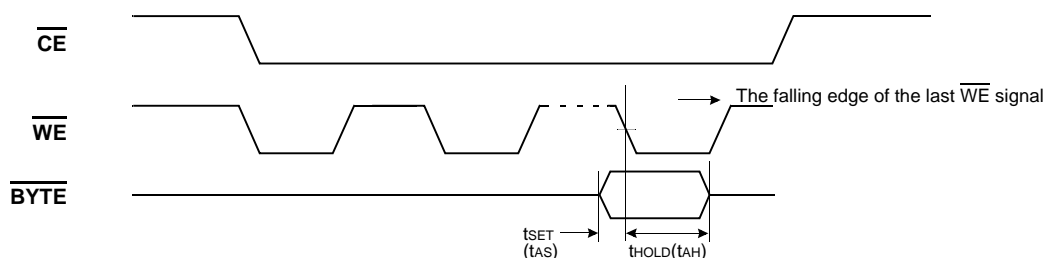 CE
The falling edge of the last WE signal
WE
BYTE
tSET
(tAS)
tHOLD(tAH)